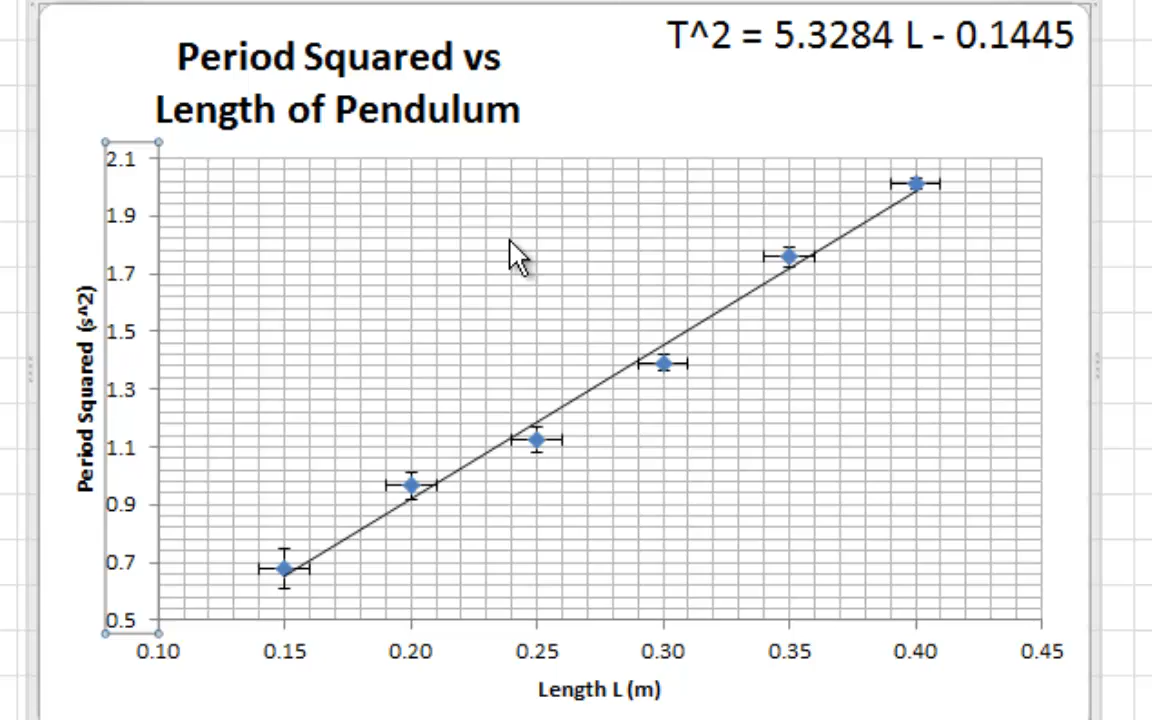 T^2 = 5.3284 L - 0.1445
Period Squared vs
Length of Pendulum
2.1
1.9
1.7
1.5
1.3
1.1
0.9
0.7
0.5
Period Squared (s^2)
0.10 0.15 0.20 0.25 0.30 0.35 0.40 0.45
Length L (m)